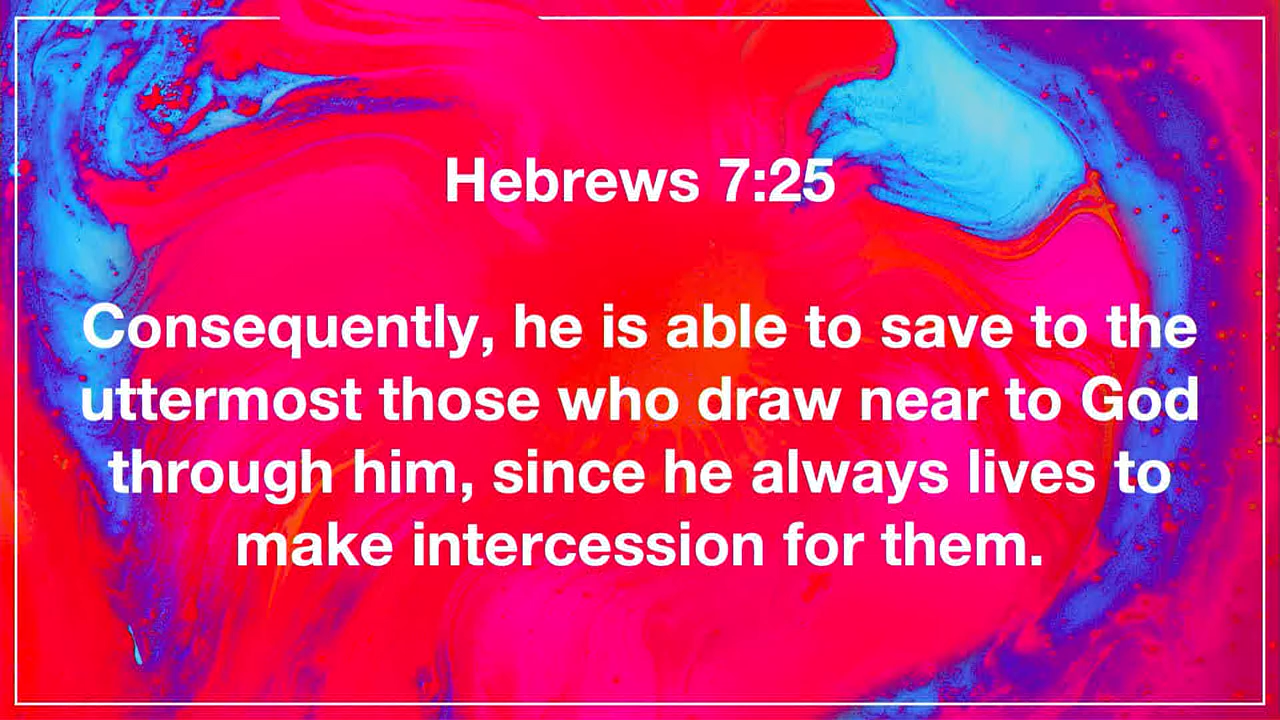 Hebrews 7:25
Consequently, he is able to save to the
uttermost those who draw near to God
through him, since he always lives to
make intercession for them.